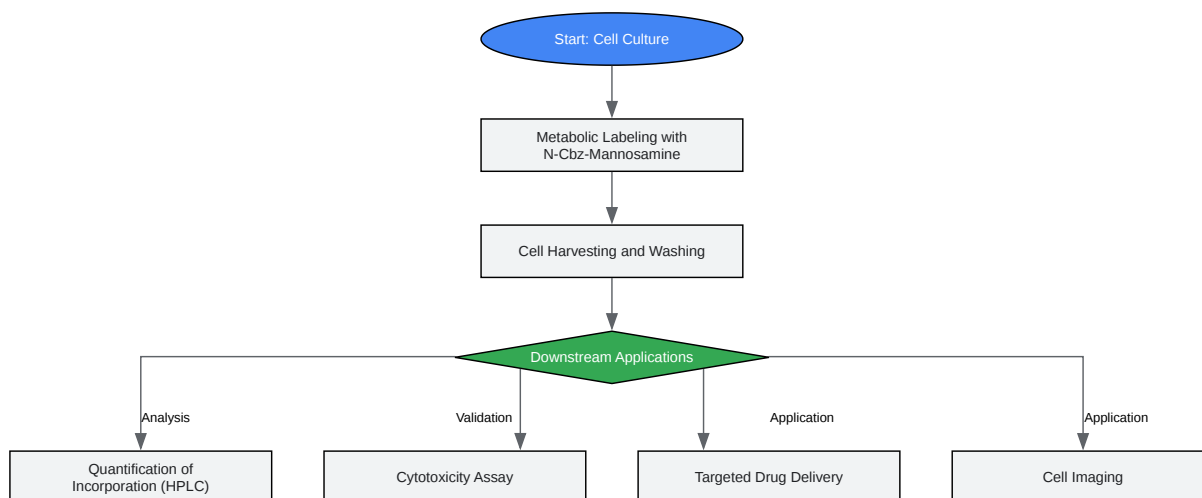 Start: Cell Culture
Metabolic Labeling with
N-Cbz-Mannosamine
Cell Harvesting and Washing
Downstream Applications
Analysis
Validation
Application
Application
Quantification of
Incorporation (HPLC)
Cytotoxicity Assay
Targeted Drug Delivery
Cell Imaging